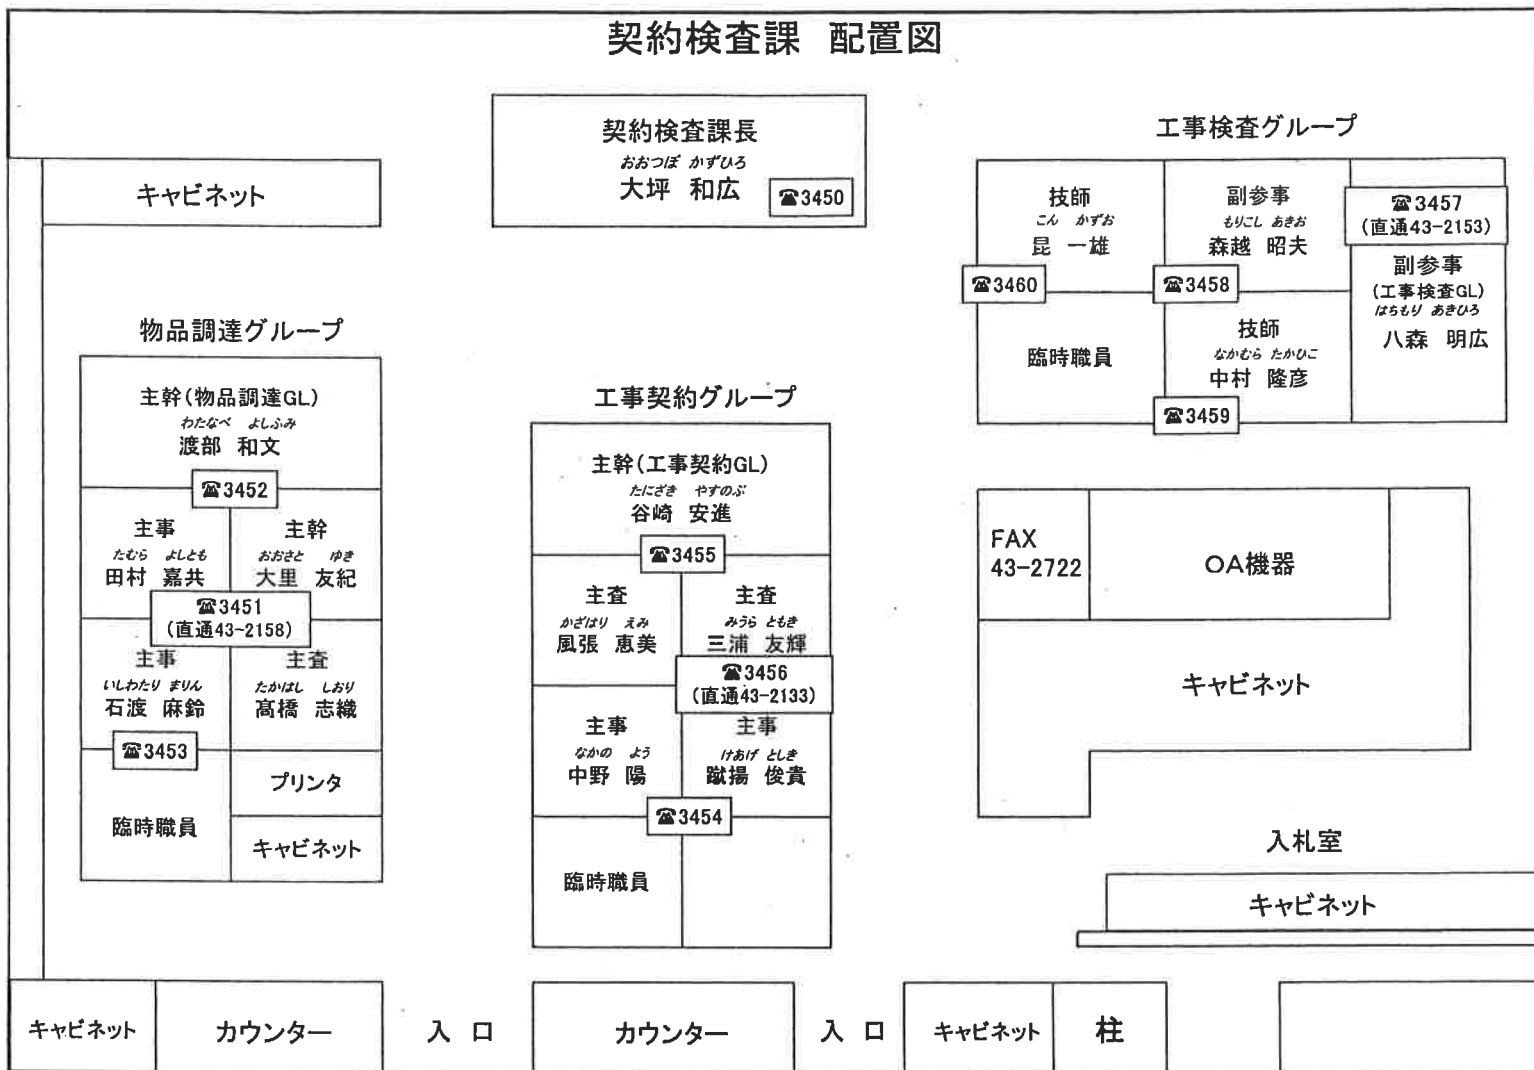 契約検査課 配置図
契約検査課長
おおつぼ かずひろ
大坪 和広
☎3450
キャビネット
工事検査グループ
技師
こん かずお
昆 一雄
☎3460
副参事
もりこし あきお
森越 昭夫
☎3458
☎3457
(直通43-2153)
副参事
(工事検査GL)
はちもり あきひろ
八森 明広
臨時職員
技師
なかむら たかひこ
中村 隆彦
☎3459
物品調達グループ
主幹(物品調達GL)
わたなべ よしふみ
渡部 和文
☎3452
主事
たむら よしとも
田村 嘉共
主幹
おおさと ゆき
大里 友紀
☎3451
(直通43-2158)
主事
いしわたり まりん
石渡 麻鈴
主査
たかはし しおり
髙橋 志織
☎3453
臨時職員
プリンタ
キャビネット
工事契約グループ
主幹(工事契約GL)
たにざき やすのぶ
谷崎 安進
☎3455
主査
かざはり えみ
風張 恵美
主査
みうら ともき
三浦 友輝
☎3456
(直通43-2133)
主事
なかの よう
中野 陽
主事
けあげ としき
蹴揚 俊貴
☎3454
臨時職員
FAX
43-2722
OA機器
キャビネット
入札室
キャビネット
キャビネット
カウンター
入 口
カウンター
入 口
キャビネット
柱